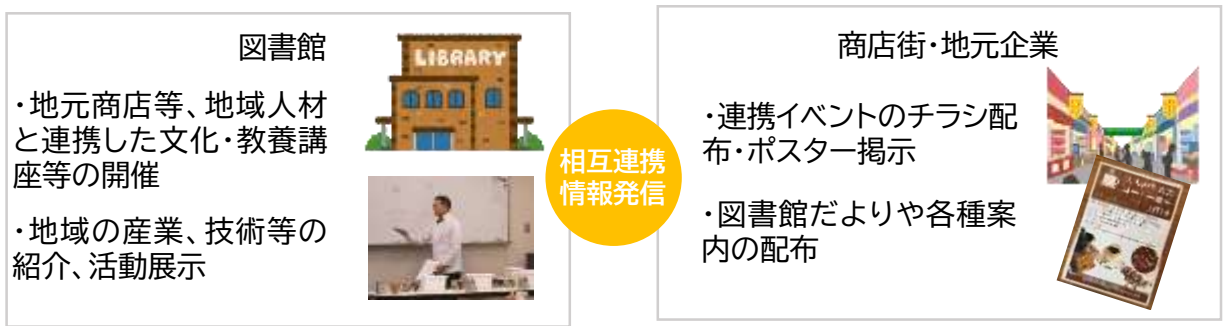 図書館
LIBRARY
・地元商店等、地域人材
と連携した文化・教養講
座等の開催
・地域の産業、技術等の
紹介、活動展示
相互連携
情報発信
商店街・地元企業
・連携イベントのチラシ配
布・ポスター掲示
・図書館だよりや各種案
内の配布